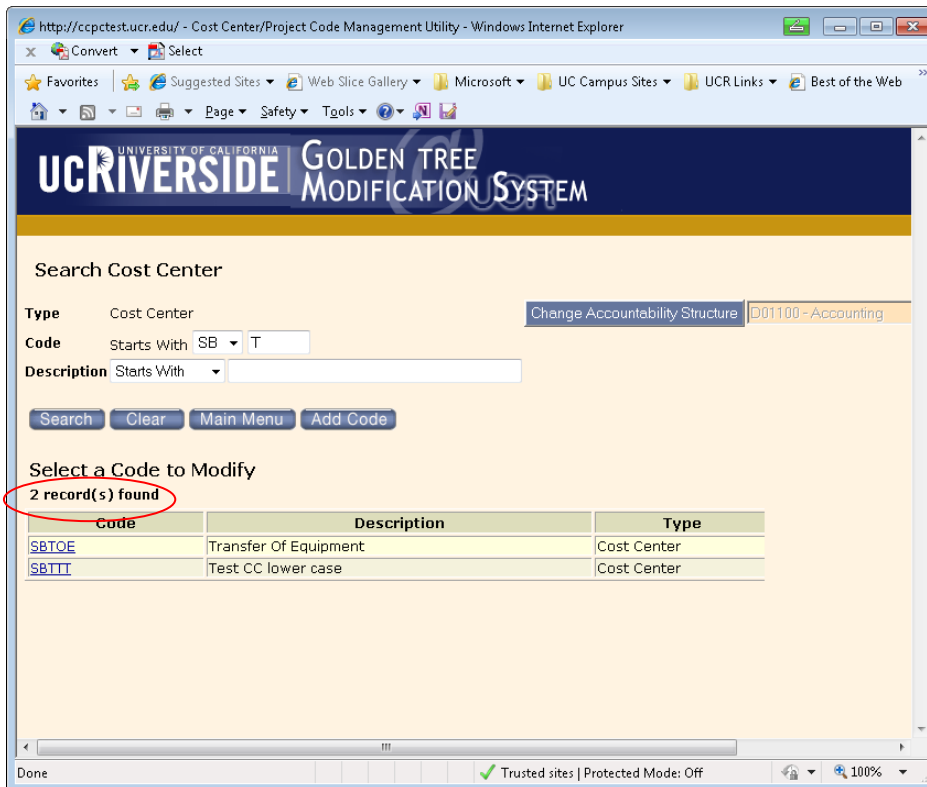 http://ccpctest.ucr.edu/ - Cost Center/Project Code Management Utility - Windows Internet Explorer
x Convert Select
Favorites Suggested Sites Web Slice Gallery Microsoft UC Campus Sites UCR Links Best of the Web »
Page Safety Tools
UNIVERSITY OF CALIFORNIA
UCRIVERSIDE GOLDEN TREE
MODIFICATION SYSTEM
@UCR
Search Cost Center
Type Cost Center Change Accountability Structure D01100 - Accounting
Code Starts With SB T
Description Starts With
Search Clear Main Menu Add Code
Select a Code to Modify
2 record(s) found
Code Description Type
SBTOE Transfer Of Equipment Cost Center
SBTTT Test CC lower case Cost Center
Done Trusted sites | Protected Mode: Off 100%